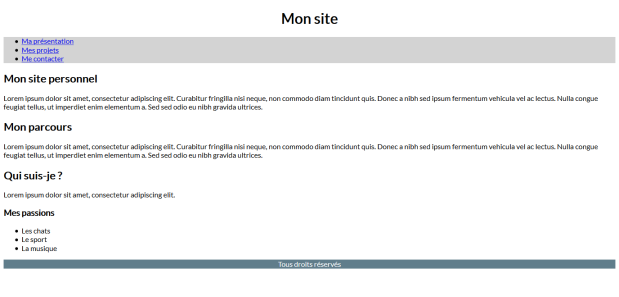 Mon site
Ma présentation
Mes projets
Me contacter
Mon site personnel
Lorem ipsum dolor sit amet, consectetur adipiscing elit. Curabitur fringilla nisi neque, non commodo diam tincidunt quis. Donec a nibh sed ipsum fermentum vehicula vel ac lectus. Nulla congue
feugiat tellus, ut imperdiet enim elementum a. Sed sed odio eu nibh gravida ultrices.
Mon parcours
Lorem ipsum dolor sit amet, consectetur adipiscing elit. Curabitur fringilla nisi neque, non commodo diam tincidunt quis. Donec a nibh sed ipsum fermentum vehicula vel ac lectus. Nulla congue
feugiat tellus, ut imperdiet enim elementum a. Sed sed odio eu nibh gravida ultrices.
Qui suis-je ?
Lorem ipsum dolor sit amet, consectetur adipiscing elit.
Mes passions
Les chats
Le sport
La musique
Tous droits réservés